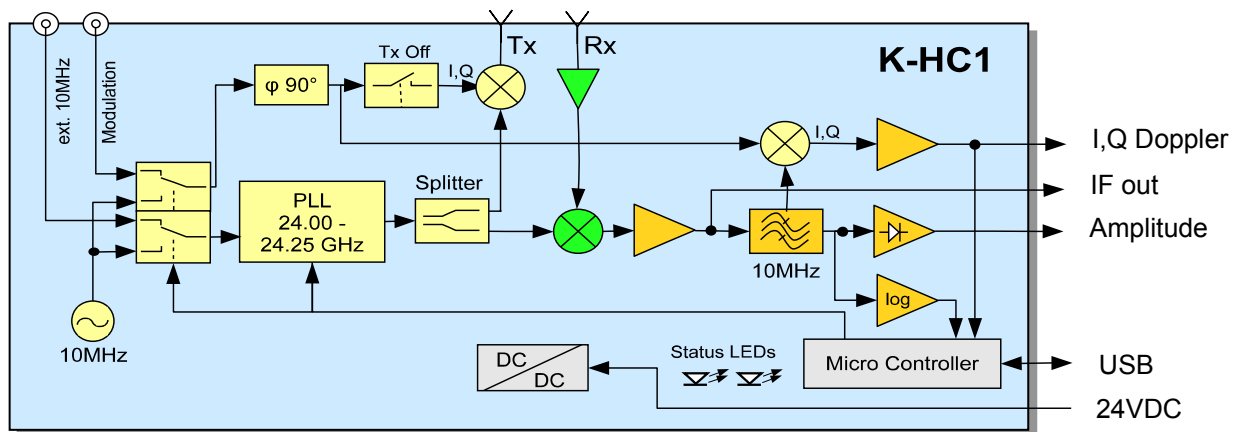 K-HC1
ext. 10MHz
Modulation
Tx Off
Tx
Rx
φ 90°
I,Q
I,Q
I,Q Doppler
IF out
Amplitude
Splitter
PLL
24.00 -
24.25 GHz
10MHz
log
10MHz
DC
DC
Status LEDs
Micro Controller
USB
24VDC